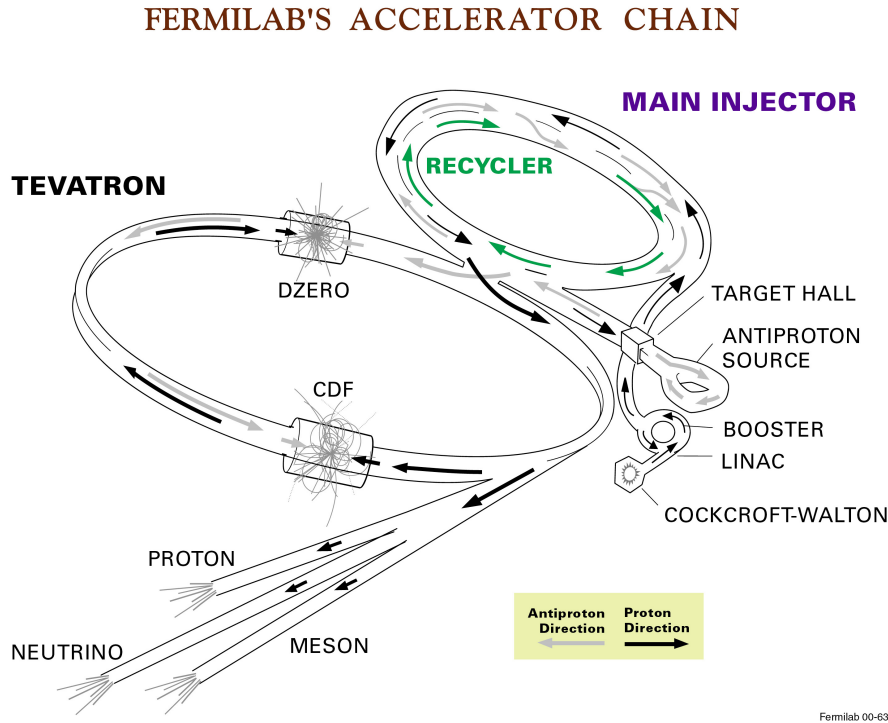 FERMILAB'S ACCELERATOR CHAIN
MAIN INJECTOR
RECYCLER
TEVATRON
DZERO
TARGET HALL
ANTIPROTON
SOURCE
CDF
BOOSTER
LINAC
COCKCROFT-WALTON
PROTON
NEUTRINO
MESON
Antiproton
Direction
Proton
Direction
Fermilab 00-63